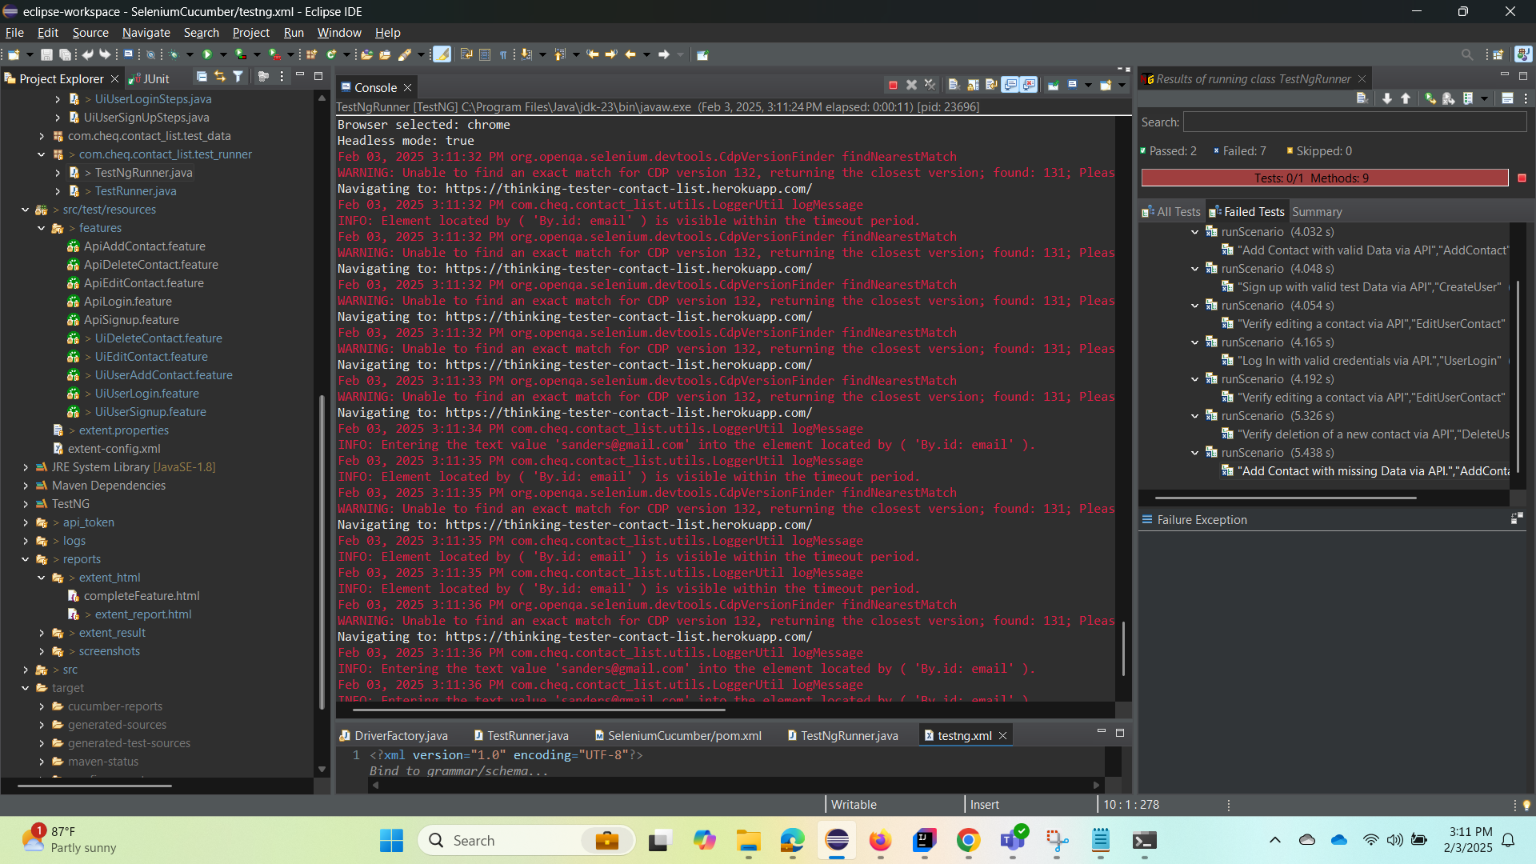 eclipse-workspace - SeleniumCucumber/testng.xml - Eclipse IDE
File Edit Source Navigate Search Project Run Window Help
Project Explorer
JUnit
> UiUserLoginSteps.java
UiUserSignUpSteps.java
com.cheq.contact_list.test_data
> com.cheq.contact_list.test_runner
> TestNgRunner.java
> TestRunner.java
> src/test/resources
> features
ApiAddContact.feature
ApiDeleteContact.feature
ApiEditContact.feature
ApiLogin.feature
ApiSignup.feature
> UiDeleteContact.feature
> UiEditContact.feature
> UiUserAddContact.feature
> UiUserLogin.feature
> UiUserSignup.feature
> extent.properties
extent-config.xml
JRE System Library [JavaSE-1.8]
Maven Dependencies
TestNG
> api_token
> logs
> reports
> extent_html
completeFeature.html
> extent_report.html
> extent_result
> screenshots
> src
target
cucumber-reports
generated-sources
generated-test-sources
maven-status
Console
TestNgRunner [TestNG] C:\Program Files\Java\jdk-23\bin\javaw.exe (Feb 3, 2025, 3:11:24 PM elapsed: 0:00:11) [pid: 23696]
Browser selected: chrome
Headless mode: true
Feb 03, 2025 3:11:32 PM org.openqa.selenium.devtools.CdpVersionFinder findNearestMatch
WARNING: Unable to find an exact match for CDP version 132, returning the closest version; found: 131; Pleas
Navigating to: https://thinking-tester-contact-list.herokuapp.com/
Feb 03, 2025 3:11:32 PM com.cheq.contact_list.utils.LoggerUtil logMessage
INFO: Element located by ( 'By.id: email' ) is visible within the timeout period.
Feb 03, 2025 3:11:32 PM org.openqa.selenium.devtools.CdpVersionFinder findNearestMatch
WARNING: Unable to find an exact match for CDP version 132, returning the closest version; found: 131; Pleas
Navigating to: https://thinking-tester-contact-list.herokuapp.com/
Feb 03, 2025 3:11:32 PM org.openqa.selenium.devtools.CdpVersionFinder findNearestMatch
WARNING: Unable to find an exact match for CDP version 132, returning the closest version; found: 131; Pleas
Navigating to: https://thinking-tester-contact-list.herokuapp.com/
Feb 03, 2025 3:11:32 PM org.openqa.selenium.devtools.CdpVersionFinder findNearestMatch
WARNING: Unable to find an exact match for CDP version 132, returning the closest version; found: 131; Pleas
Navigating to: https://thinking-tester-contact-list.herokuapp.com/
Feb 03, 2025 3:11:33 PM org.openqa.selenium.devtools.CdpVersionFinder findNearestMatch
WARNING: Unable to find an exact match for CDP version 132, returning the closest version; found: 131; Pleas
Navigating to: https://thinking-tester-contact-list.herokuapp.com/
Feb 03, 2025 3:11:34 PM com.cheq.contact_list.utils.LoggerUtil logMessage
INFO: Entering the text value 'sanders@gmail.com' into the element located by ( 'By.id: email' ).
Feb 03, 2025 3:11:35 PM com.cheq.contact_list.utils.LoggerUtil logMessage
INFO: Element located by ( 'By.id: email' ) is visible within the timeout period.
Feb 03, 2025 3:11:35 PM org.openqa.selenium.devtools.CdpVersionFinder findNearestMatch
WARNING: Unable to find an exact match for CDP version 132, returning the closest version; found: 131; Pleas
Navigating to: https://thinking-tester-contact-list.herokuapp.com/
Feb 03, 2025 3:11:35 PM com.cheq.contact_list.utils.LoggerUtil logMessage
INFO: Element located by ( 'By.id: email' ) is visible within the timeout period.
Feb 03, 2025 3:11:35 PM com.cheq.contact_list.utils.LoggerUtil logMessage
INFO: Element located by ( 'By.id: email' ) is visible within the timeout period.
Feb 03, 2025 3:11:36 PM org.openqa.selenium.devtools.CdpVersionFinder findNearestMatch
WARNING: Unable to find an exact match for CDP version 132, returning the closest version; found: 131; Pleas
Navigating to: https://thinking-tester-contact-list.herokuapp.com/
Feb 03, 2025 3:11:36 PM com.cheq.contact_list.utils.LoggerUtil logMessage
INFO: Entering the text value 'sanders@gmail.com' into the element located by ( 'By.id: email' ).
Feb 03, 2025 3:11:36 PM com.cheq.contact_list.utils.LoggerUtil logMessage
INFO: Entering the text value 'sanders@gmail.com' into the element located by ( 'By.id: email' )
DriverFactory.java
TestRunner.java
SeleniumCucumber/pom.xml
TestNgRunner.java
testng.xml
1 <?xml version="1.0" encoding="UTF-8"?>
Bind to grammar/schema...
Results of running class TestNgRunner
Search:
Passed: 2 Failed: 7 Skipped: 0
Tests: 0/1 Methods: 9
All Tests Failed Tests Summary
runScenario (4.032 s)
"Add Contact with valid Data via API","AddContact"
runScenario (4.048 s)
"Sign up with valid test Data via API","CreateUser"
runScenario (4.054 s)
"Verify editing a contact via API","EditUserContact"
runScenario (4.165 s)
"Log In with valid credentials via API.","UserLogin"
runScenario (4.192 s)
"Verify editing a contact via API","EditUserContact"
runScenario (5.326 s)
"Verify deletion of a new contact via API","DeleteUs
runScenario (5.438 s)
"Add Contact with missing Data via API.","AddConta
Failure Exception
Writable
Insert
10 : 1 : 278
1
87°F
Partly sunny
Search
3:11 PM
2/3/2025